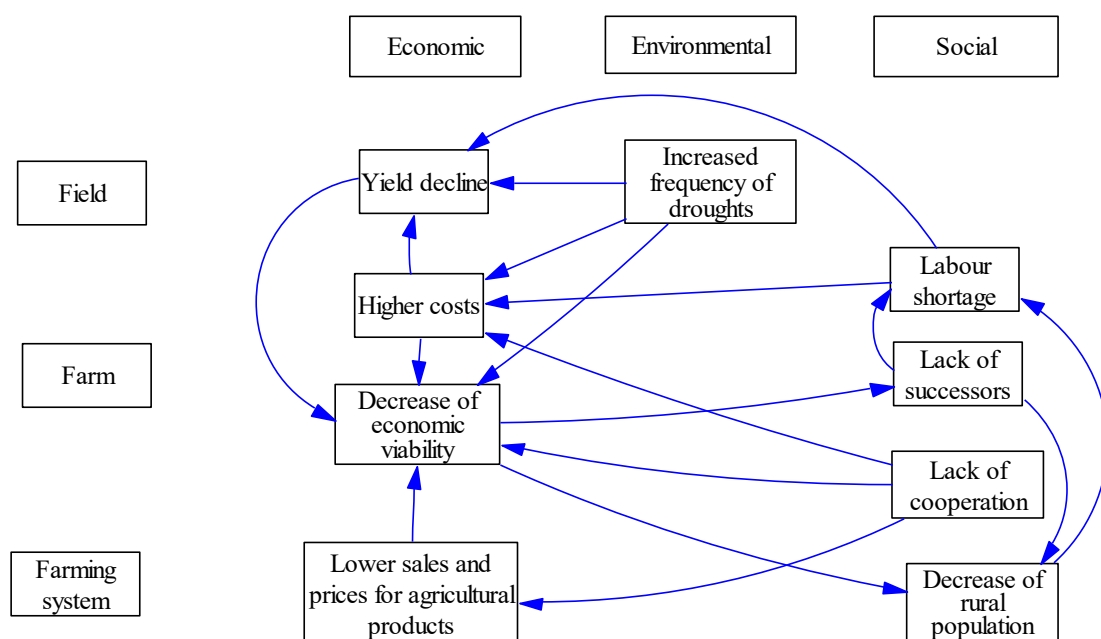 Economic
Environmental
Social
Field
Yield decline
Increased
frequency of
droughts
Higher costs
Labour
shortage
Farm
Decrease of
economic
viability
Lack of
successors
Lack of
cooperation
Farming
system
Lower sales and
prices for agricultural
products
Decrease of
rural
population